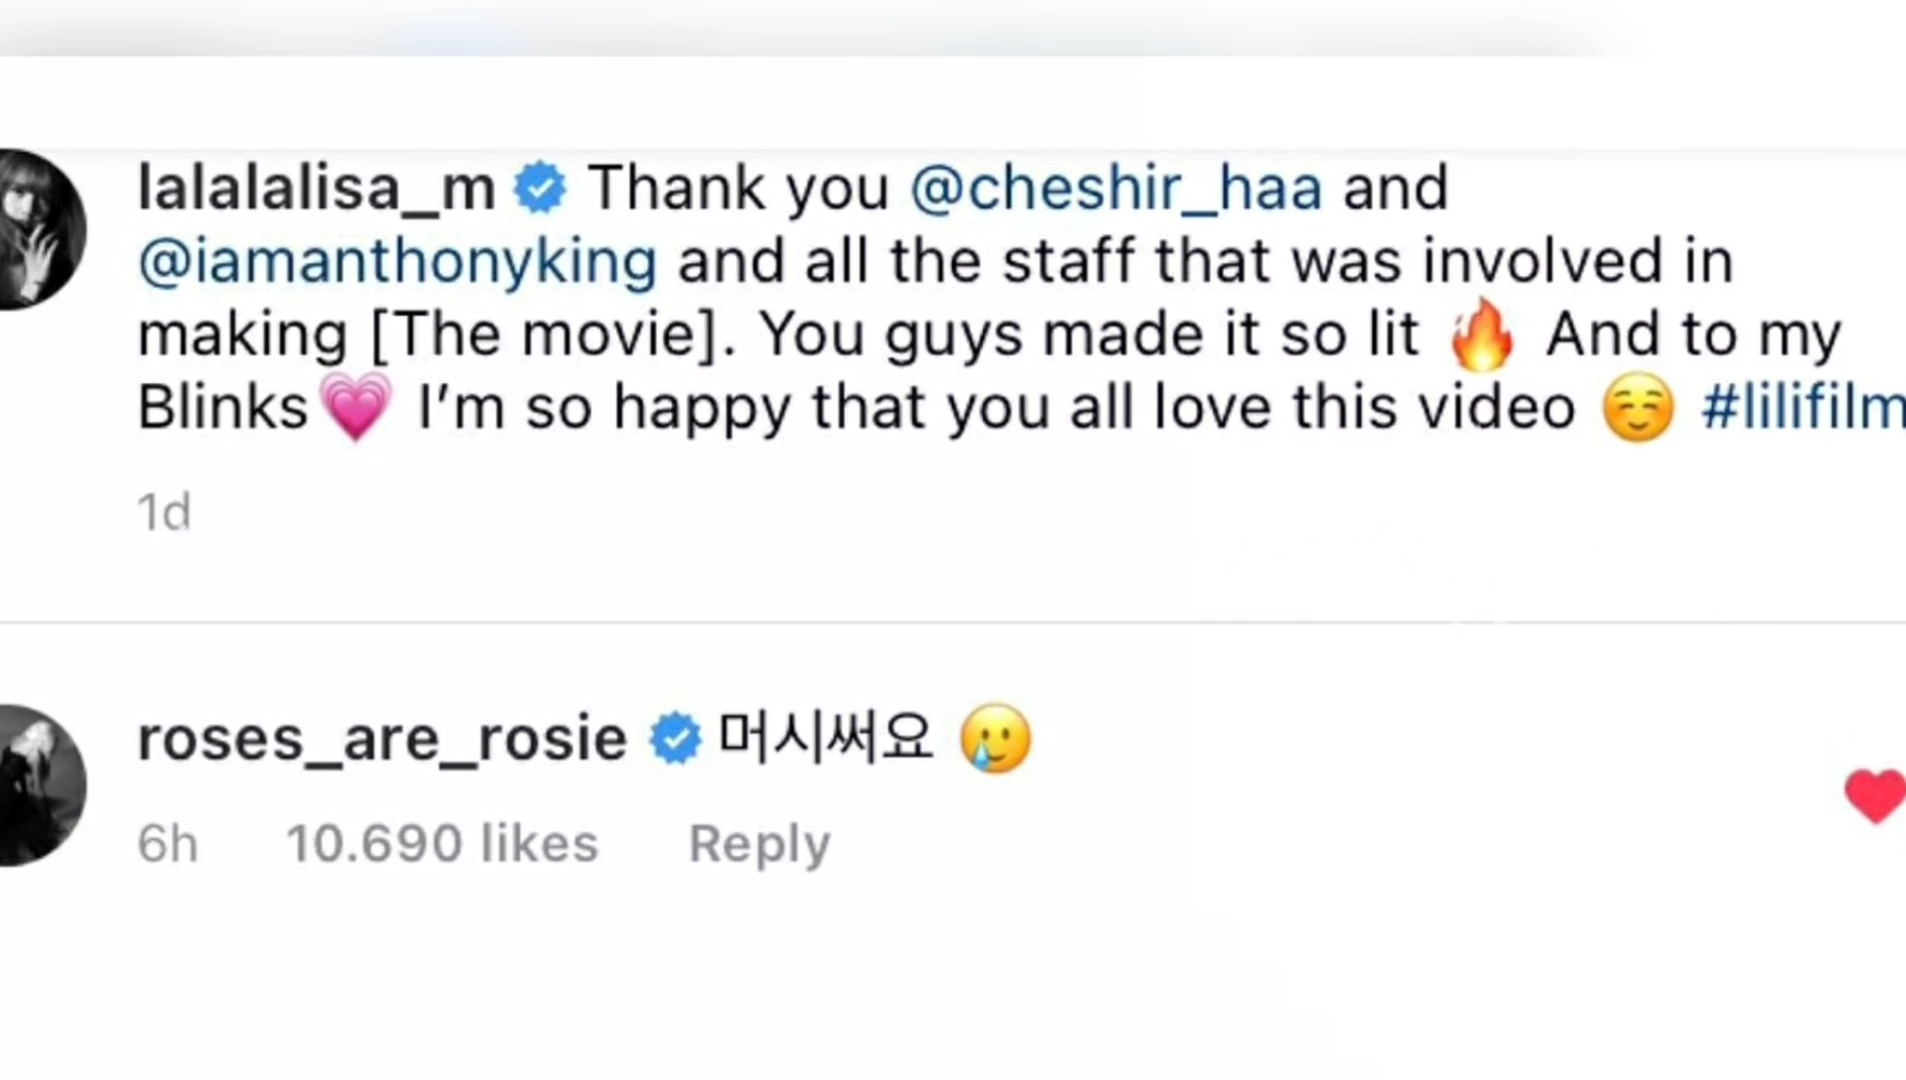 lalalalisa_m Thank you @cheshir_haa and
@iamanthonyking and all the staff that was involved in
making [The movie]. You guys made it so lit 🔥 And to my
Blinks💗 I’m so happy that you all love this video ☺️ #lilifilm
1d
roses_are_rosie 머시써요 🥲
6h 10.690 likes Reply